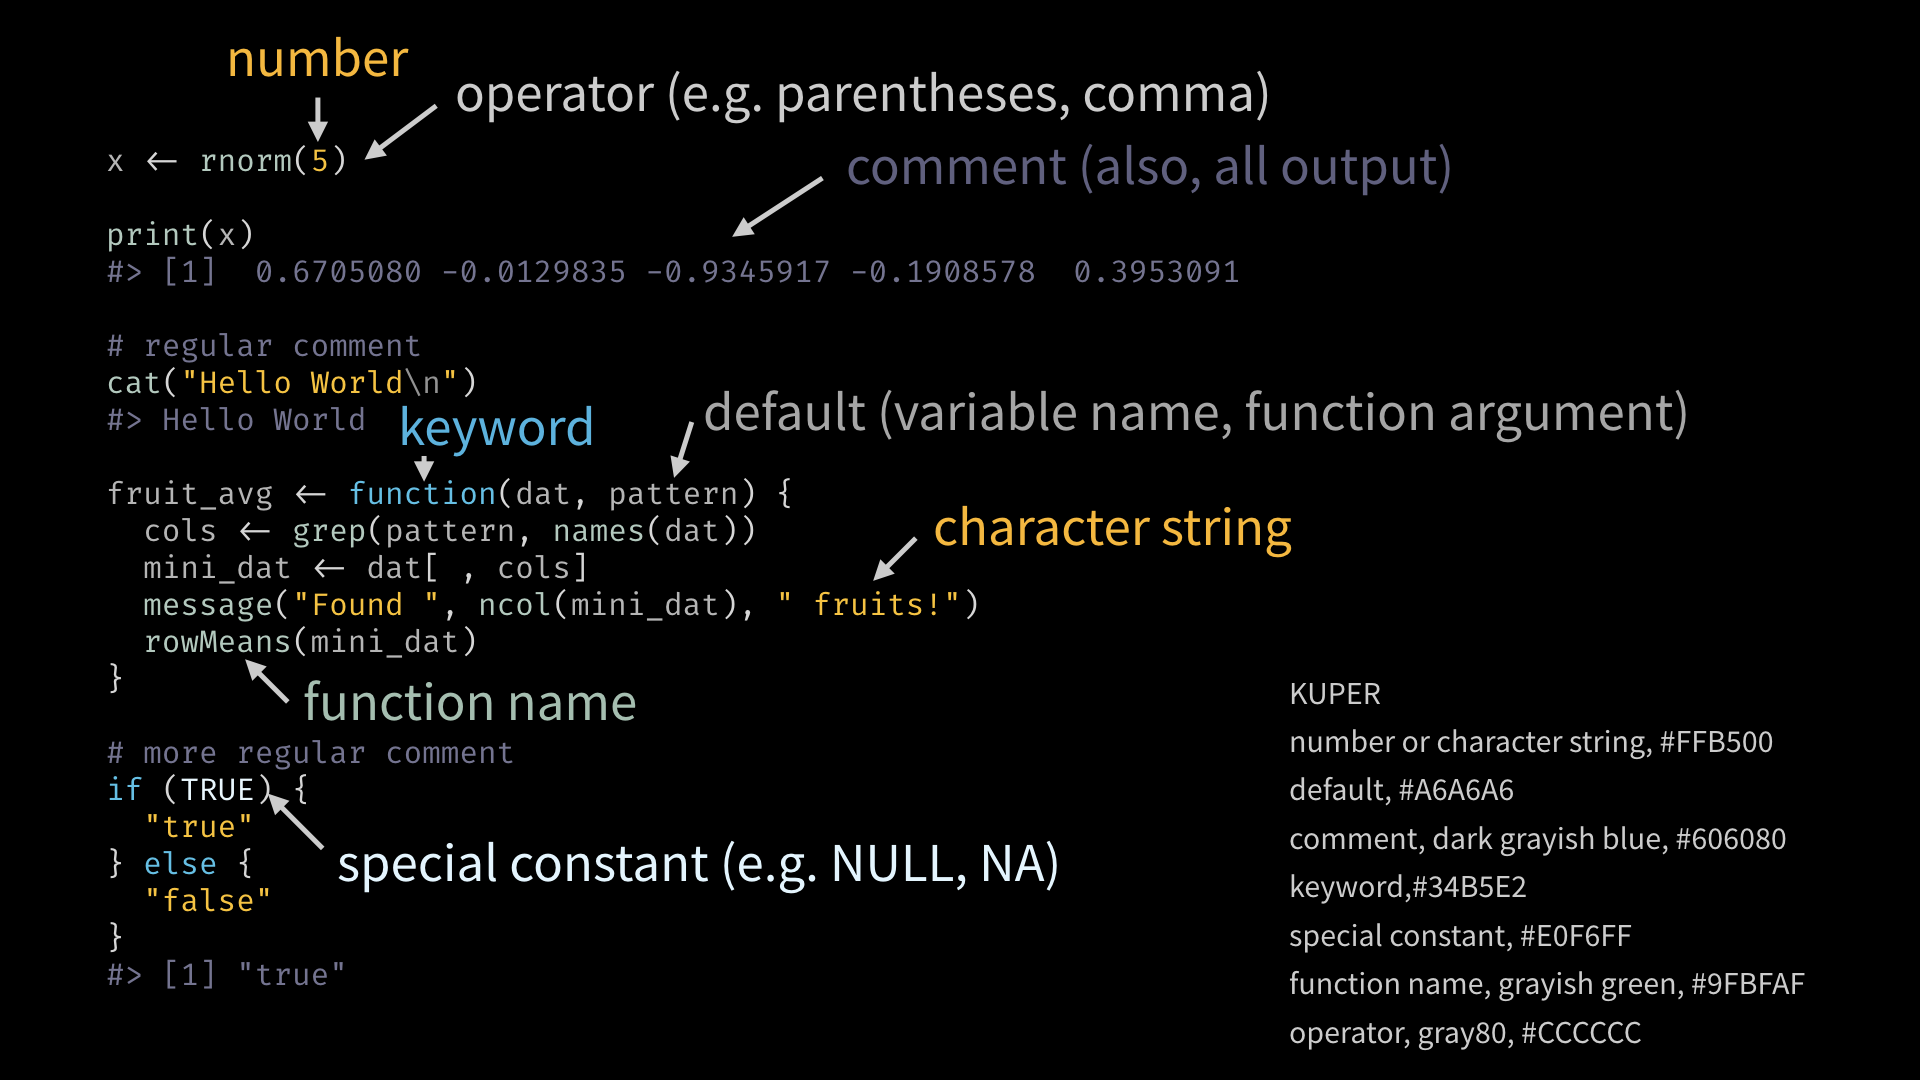 number
operator (e.g. parentheses, comma)
x <- rnorm(5)
comment (also, all output)
print(x)
#> [1]  0.6705080 -0.0129835 -0.9345917 -0.1908578  0.3953091
# regular comment
cat("Hello World\n")
#> Hello World
keyword
default (variable name, function argument)
fruit_avg <- function(dat, pattern) {
  cols <- grep(pattern, names(dat))
  mini_dat <- dat[ , cols]
  message("Found ", ncol(mini_dat), " fruits!")
  rowMeans(mini_dat)
}
character string
function name
# more regular comment
if (TRUE) {
  "true"
} else {
  "false"
}
#> [1] "true"
special constant (e.g. NULL, NA)
KUPER
number or character string, #FFB500
default, #A6A6A6
comment, dark grayish blue, #606080
keyword,#34B5E2
special constant, #E0F6FF
function name, grayish green, #9FBFAF
operator, gray80, #CCCCCC